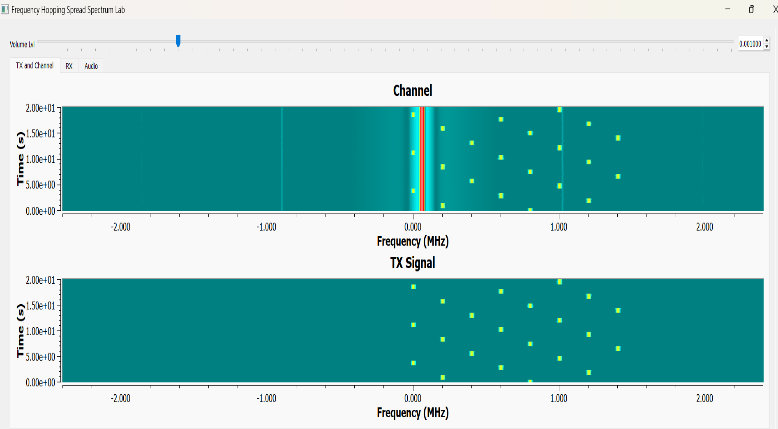 Frequency Hopping Spread Spectrum Lab
Volume Lvl
0.001000
TX and Channel RX Audio
Channel
2.00e+01
1.50e+01
1.00e+01
5.00e+00
0.00e+00
Time (s)
-2.000 -1.000 0.000 1.000 2.000
Frequency (MHz)
TX Signal
2.00e+01
1.50e+01
1.00e+01
5.00e+00
0.00e+00
Time (s)
-2.000 -1.000 0.000 1.000 2.000
Frequency (MHz)